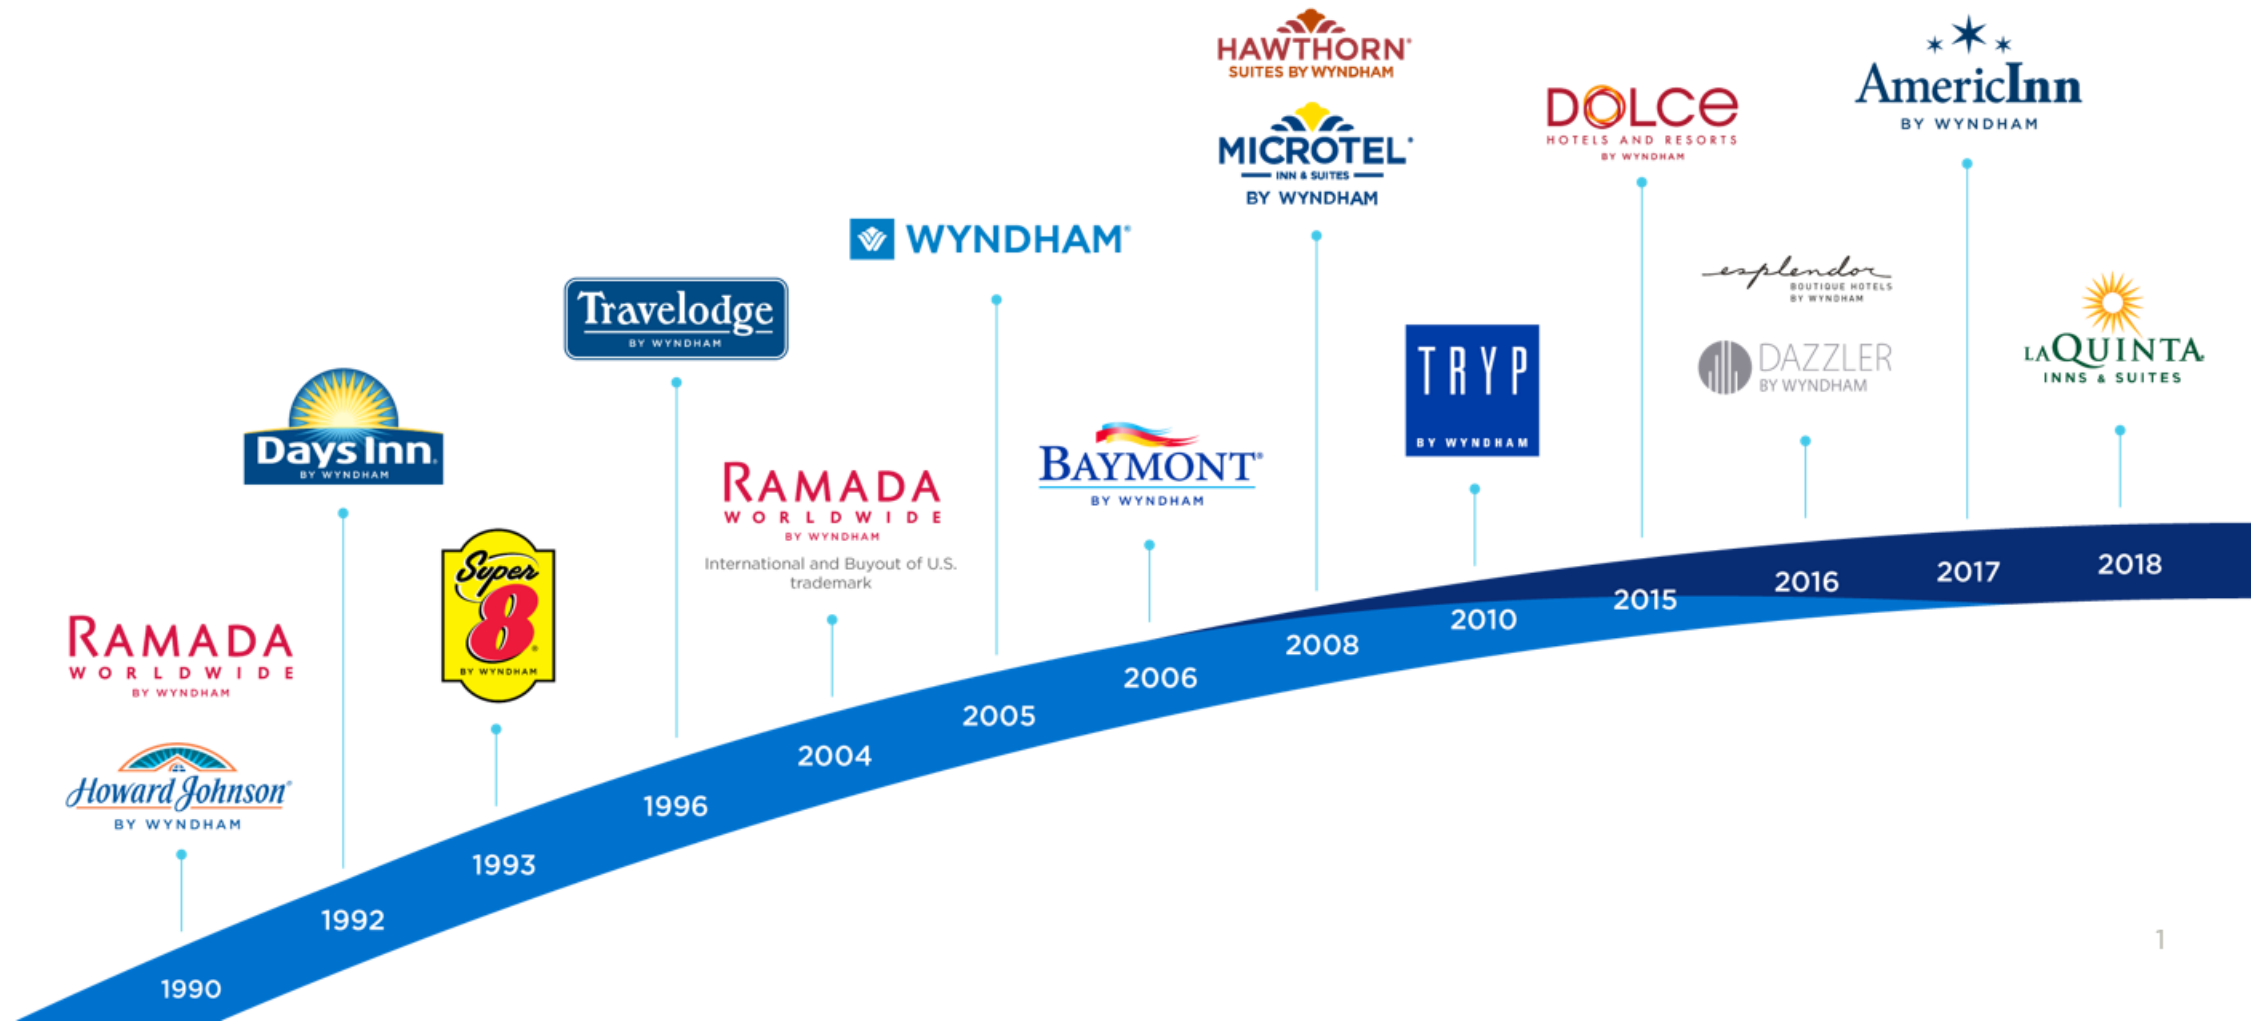 RAMADA
WORLDWIDE
BY WYNDHAM
Howard Johnson®
BY WYNDHAM
1990
Days Inn®
BY WYNDHAM
1992
Super
8®
BY WYNDHAM
1993
Travelodge
BY WYNDHAM
1996
RAMADA
WORLDWIDE
BY WYNDHAM
International and Buyout of U.S.
trademark
2004
WYNDHAM®
2005
BAYMONT®
BY WYNDHAM
2006
HAWTHORN®
SUITES BY WYNDHAM
MICROTEL®
INN & SUITES
BY WYNDHAM
2008
TRYP
BY WYNDHAM
2010
DOLCe
HOTELS AND RESORTS
BY WYNDHAM
2015
esplendor
BOUTIQUE HOTELS
BY WYNDHAM
DAZZLER
BY WYNDHAM
2016
AmericInn
BY WYNDHAM
2017
LAQUINTA®
INNS & SUITES
2018
1